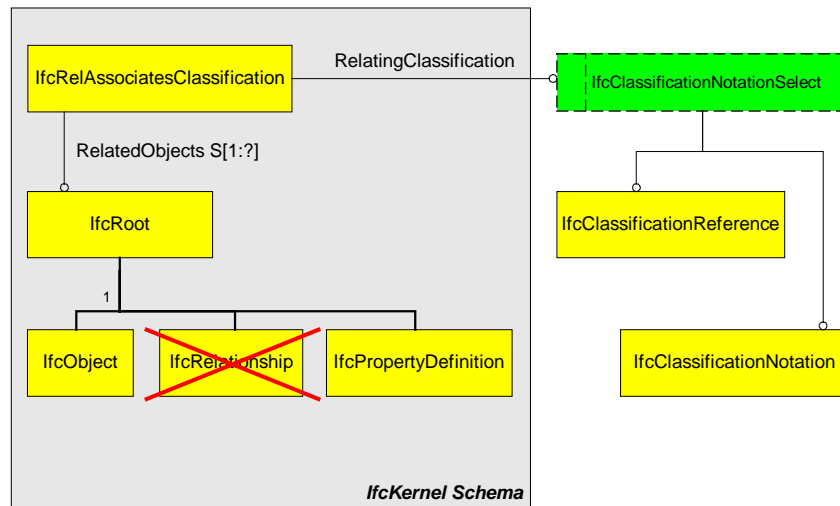 IfcRelAssociatesClassification
RelatingClassification
IfcClassificationNotationSelect
RelatedObjects S[1:?]
IfcRoot
IfcClassificationReference
1
IfcObject
IfcRelationship
IfcPropertyDefinition
IfcClassificationNotation
IfcKernel Schema